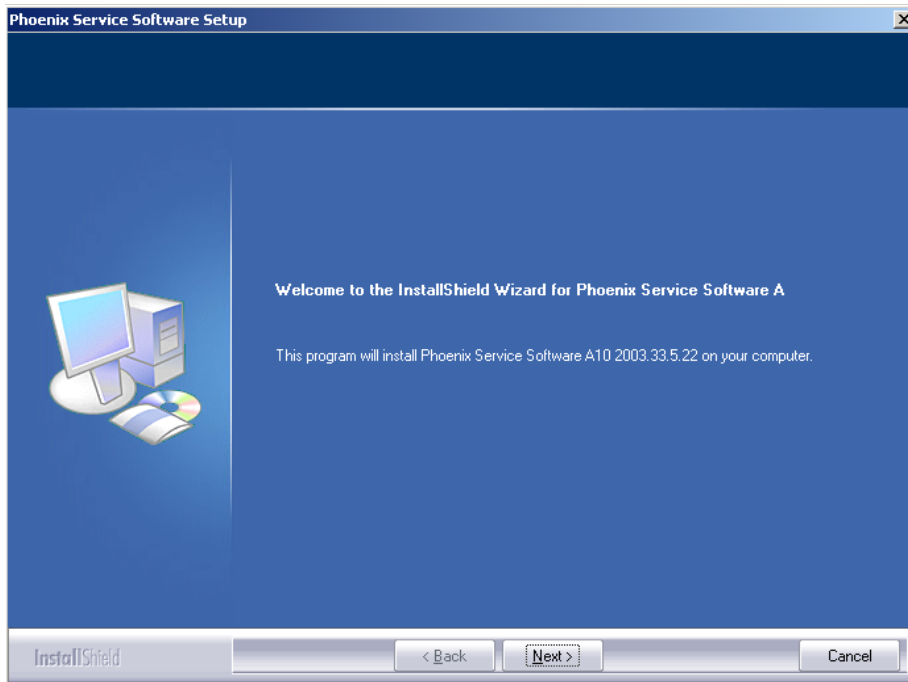 Phoenix Service Software Setup
Welcome to the InstallShield Wizard for Phoenix Service Software A
This program will install Phoenix Service Software A10 2003.33.5.22 on your computer.
InstallShield
< Back
Next >
Cancel